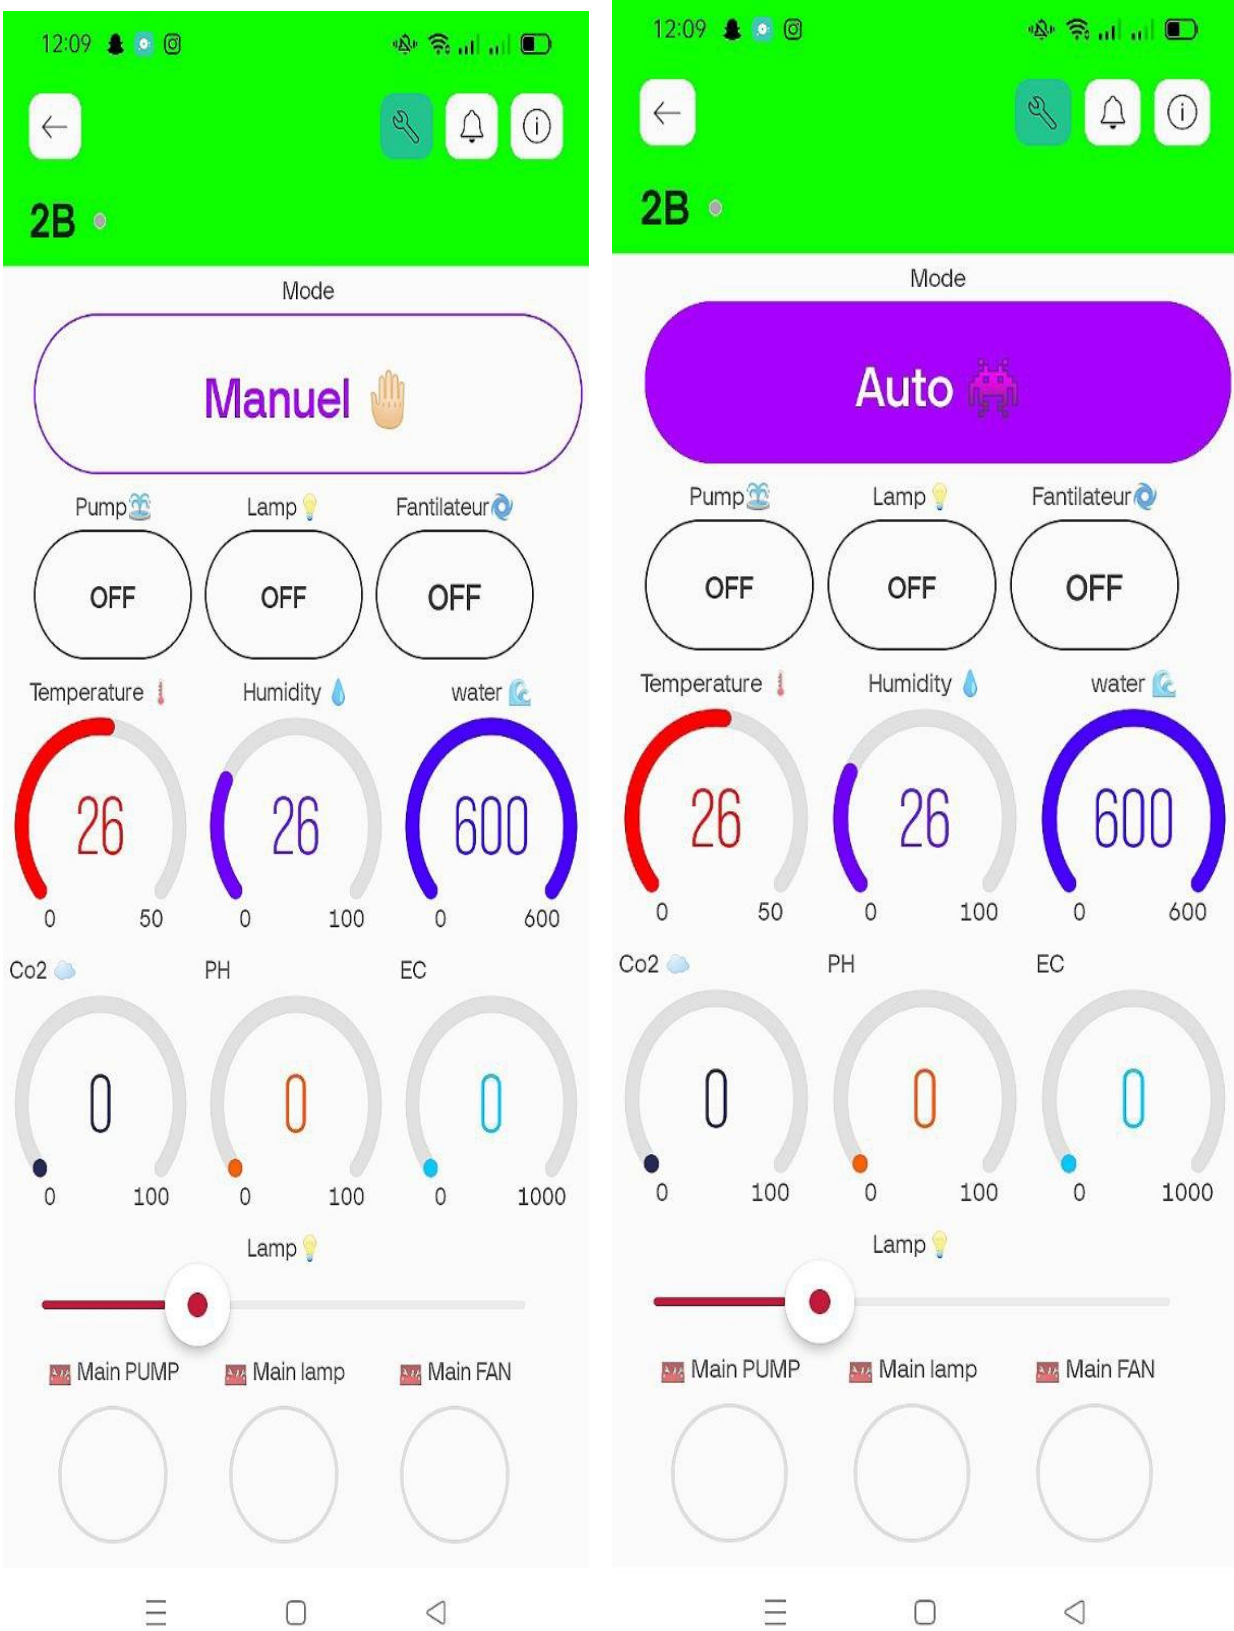 12:09
2B
Mode
Manuel
Pump Lamp Fantilateur
OFF OFF OFF
Temperature Humidity water
26 26 600
0 50 0 100 0 600
Co2 PH EC
0 0 0
0 100 0 100 0 1000
Lamp
Main PUMP Main lamp Main FAN
12:09
2B
Mode
Auto
Pump Lamp Fantilateur
OFF OFF OFF
Temperature Humidity water
26 26 600
0 50 0 100 0 600
Co2 PH EC
0 0 0
0 100 0 100 0 1000
Lamp
Main PUMP Main lamp Main FAN